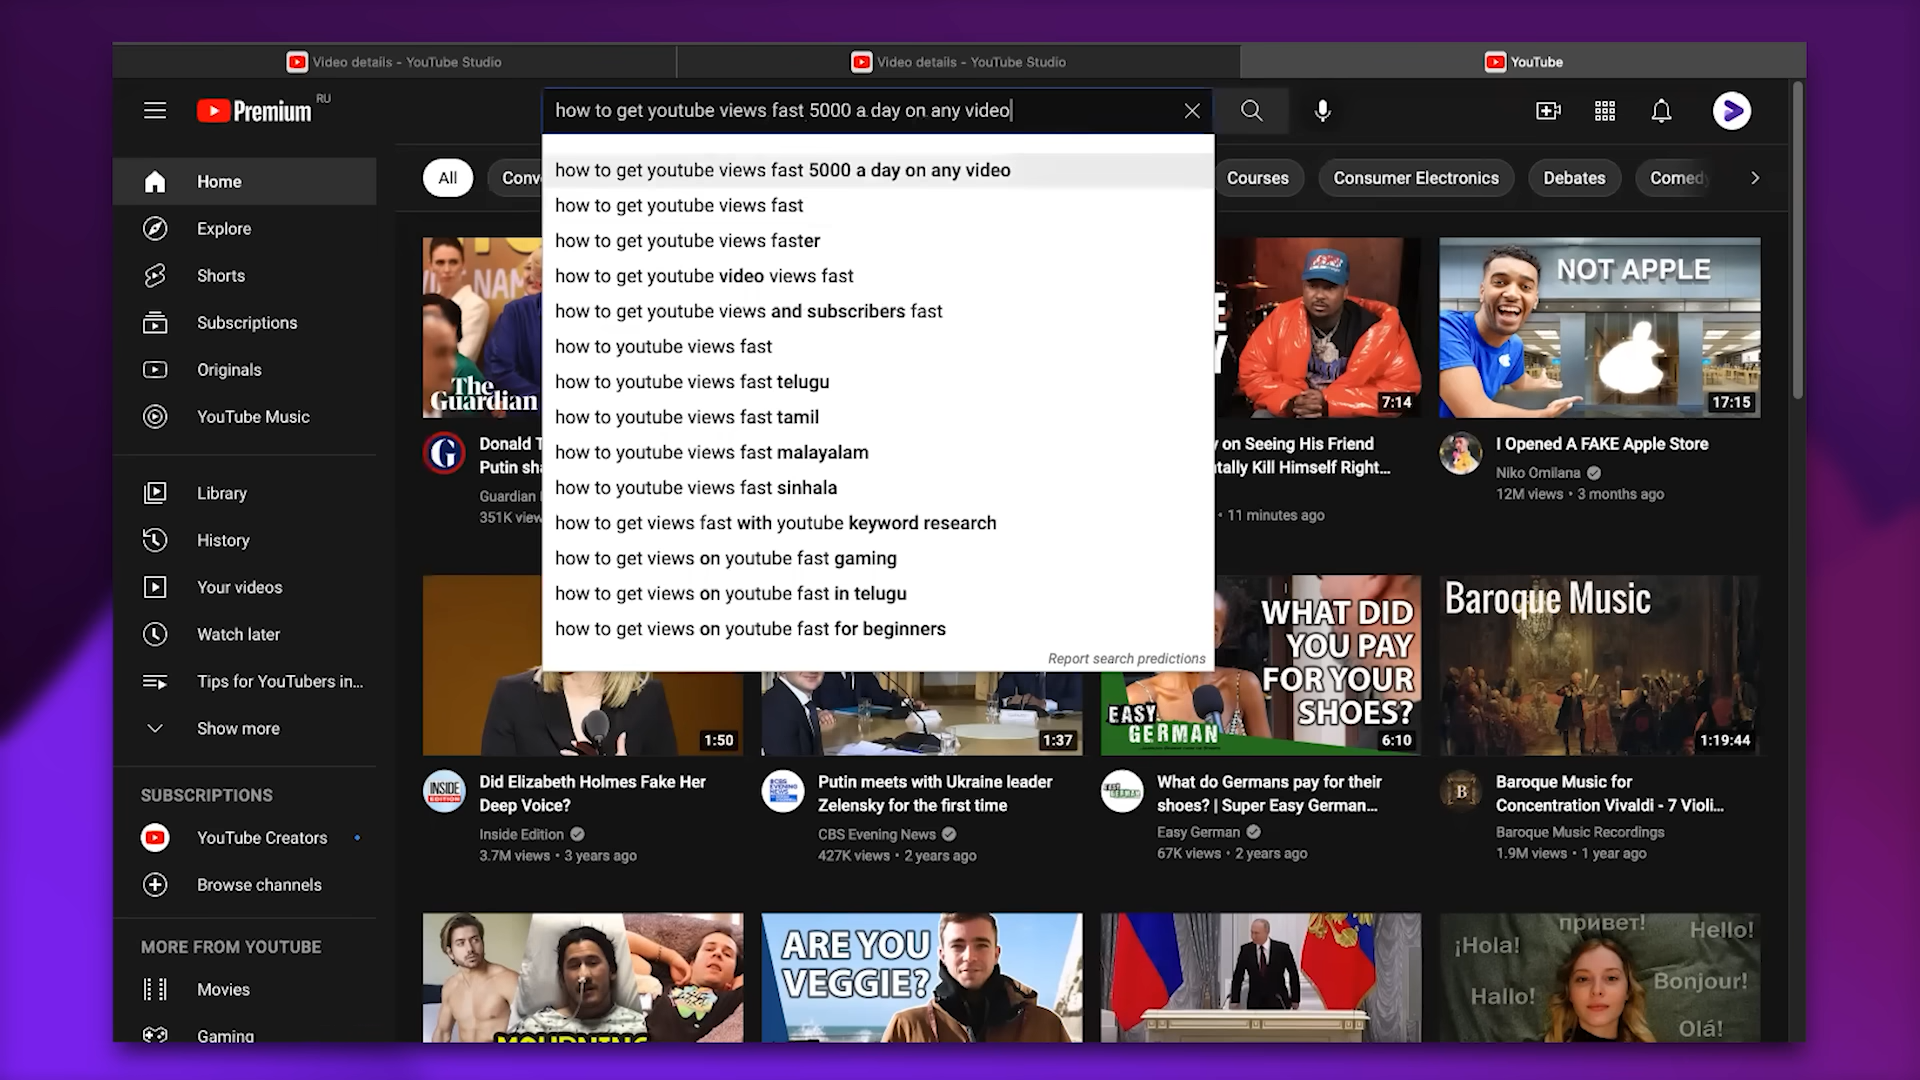 Video details - YouTube Studio
Video details - YouTube Studio
YouTube
Premium RU
how to get youtube views fast 5000 a day on any video
how to get youtube views fast 5000 a day on any video
how to get youtube views fast
how to get youtube views faster
how to get youtube video views fast
how to get youtube views and subscribers fast
how to youtube views fast
how to youtube views fast telugu
how to youtube views fast tamil
how to youtube views fast malayalam
how to youtube views fast sinhala
how to get views fast with youtube keyword research
how to get views on youtube fast gaming
how to get views on youtube fast in telugu
how to get views on youtube fast for beginners
Report search predictions
Home
Explore
Shorts
Subscriptions
Originals
YouTube Music
Library
History
Your videos
Watch later
Tips for YouTubers in...
Show more
SUBSCRIPTIONS
YouTube Creators
Browse channels
MORE FROM YOUTUBE
Movies
Gaming
All
Courses
Consumer Electronics
Debates
The
Guardian
G
Donald
Putin
Guardian
351K
7:14
on Seeing His Friend
Kill Himself Right...
• 11 minutes ago
NOT APPLE
17:15
I Opened A FAKE Apple Store
Niko Omilana
12M views • 3 months ago
1:50
INSIDE
EDITION
Did Elizabeth Holmes Fake Her
Deep Voice?
Inside Edition
3.7M views • 3 years ago
1:37
CBS
EVENING
NEWS
Putin meets with Ukraine leader
Zelensky for the first time
CBS Evening News
427K views • 2 years ago
WHAT DID
YOU PAY
FOR YOUR
SHOES?
EASY
GERMAN
6:10
What do Germans pay for their
shoes? | Super Easy German...
Easy German
67K views • 2 years ago
Baroque Music
1:19:44
B
Baroque Music for
Concentration Vivaldi - 7 Violi...
Baroque Music Recordings
1.9M views • 1 year ago
MOURNING
ARE YOU
VEGGIE?
привет!
¡Hola!
Hello!
Bonjour!
Hallo!
Olá!